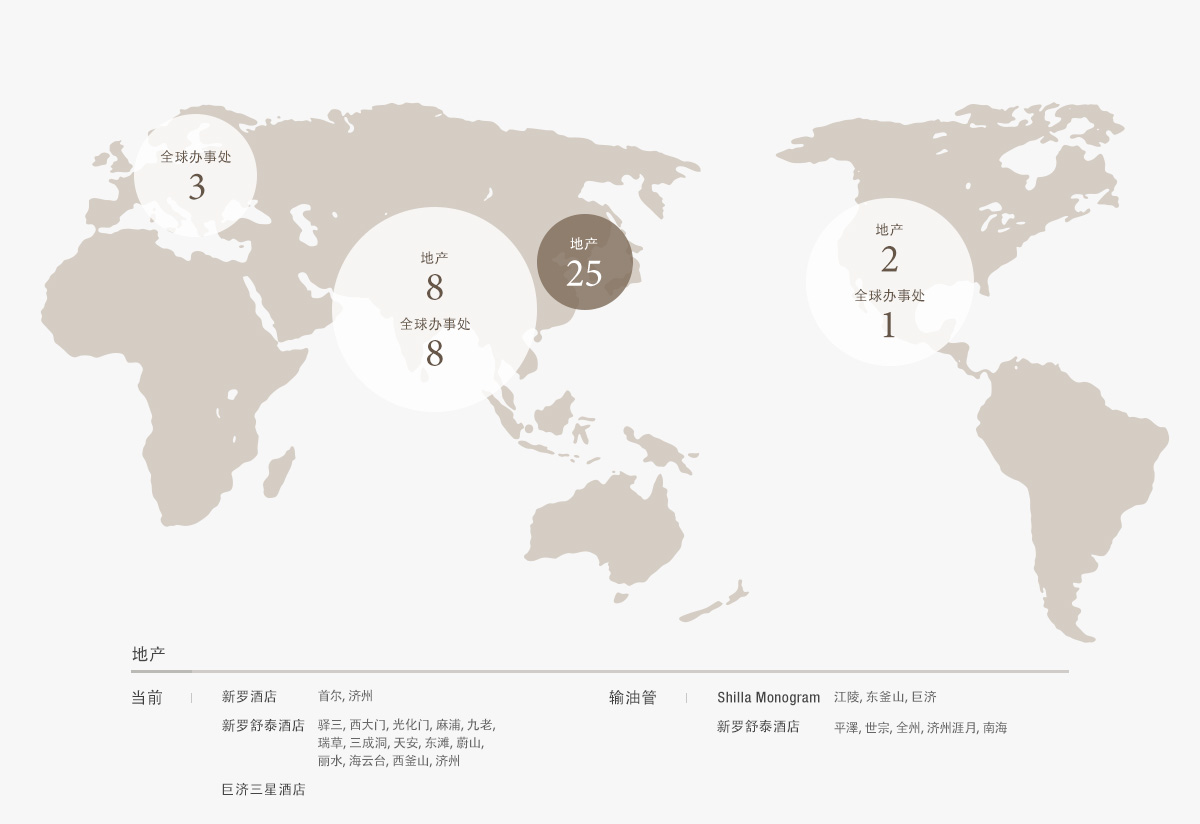 全球办事处
3
地产
8
全球办事处
8
地产
25
地产
2
全球办事处
1
地产
当前
新罗酒店 首尔, 济州
新罗舒泰酒店 驿三, 西大门, 光化门, 麻浦, 九老,
瑞草, 三成洞, 天安, 东滩, 蔚山,
丽水, 海云台, 西釜山, 济州
巨济三星酒店
输油管
Shilla Monogram 江陵, 东釜山, 巨济
新罗舒泰酒店 平澤, 世宗, 全州, 济州涯月, 南海